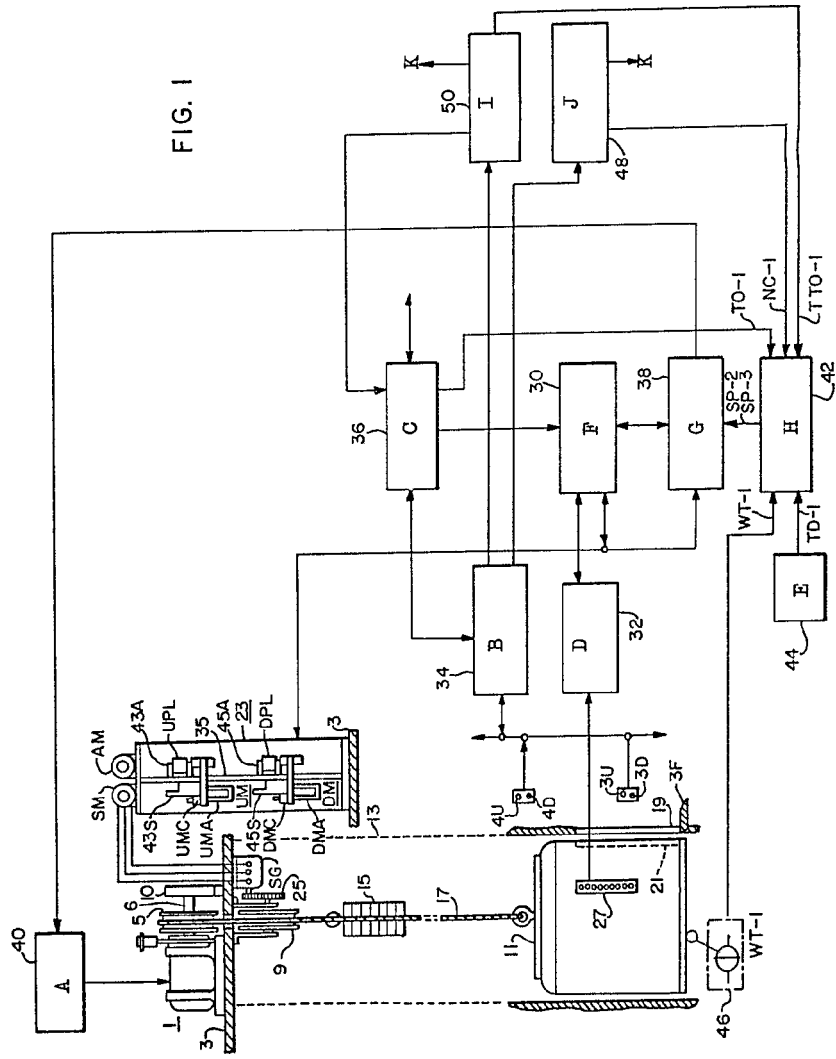 FIG. 1
40
A
1
5
6
10
3
SG
25
9
15
17
13
SM
AM
43A
UPL
43S
UMC
UMA
UM
35
23
45A
DPL
45S
DMC
DMA
DM
3
11
27
21
19
3F
46
WT-1
4U
4D
3U
3D
34
B
32
D
36
C
30
F
38
G
SP-2
SP-3
42
H
44
E
WT-1
TD-1
TO-1
NC-1
TTO-1
50
I
K
48
J
K